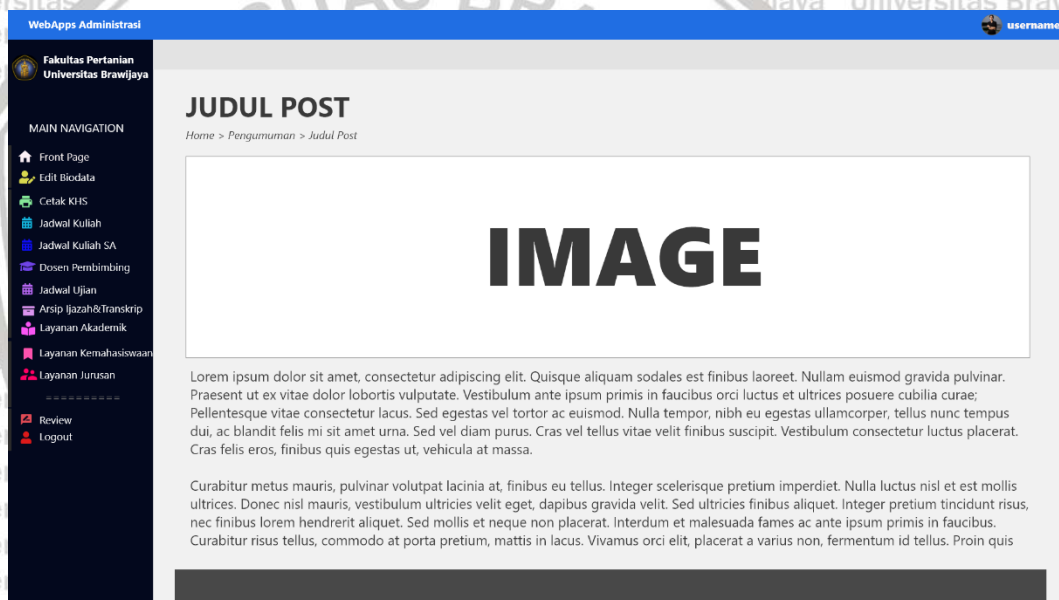 WebApps Administrasi
username
Fakultas Pertanian
Universitas Brawijaya
MAIN NAVIGATION
Front Page
Edit Biodata
Cetak KHS
Jadwal Kuliah
Jadwal Kuliah SA
Dosen Pembimbing
Jadwal Ujian
Arsip Ijazah&Transkrip
Layanan Akademik
Layanan Kemahasiswaan
Layanan Jurusan
==========
Review
Logout
JUDUL POST
Home > Pengumuman > Judul Post
IMAGE
Lorem ipsum dolor sit amet, consectetur adipiscing elit. Quisque aliquam sodales est finibus laoreet. Nullam euismod gravida pulvinar.
Praesent ut ex vitae dolor lobortis vulputate. Vestibulum ante ipsum primis in faucibus orci luctus et ultrices posuere cubilia curae;
Pellentesque vitae consectetur lacus. Sed egestas vel tortor ac euismod. Nulla tempor, nibh eu egestas ullamcorper, tellus nunc tempus
dui, ac blandit felis mi sit amet urna. Sed vel diam purus. Cras vel tellus vitae velit finibus suscipit. Vestibulum consectetur luctus placerat.
Cras felis eros, finibus quis egestas ut, vehicula at massa.
Curabitur metus mauris, pulvinar volutpat lacinia at, finibus eu tellus. Integer scelerisque pretium imperdiet. Nulla luctus nisl et est mollis
ultrices. Donec nisl mauris, vestibulum ultricies velit eget, dapibus gravida velit. Sed ultricies finibus aliquet. Integer pretium tincidunt risus,
nec finibus lorem hendrerit aliquet. Sed mollis et neque non placerat. Interdum et malesuada fames ac ante ipsum primis in faucibus.
Curabitur risus tellus, commodo at porta pretium, mattis in lacus. Vivamus orci elit, placerat a varius non, fermentum id tellus. Proin quis